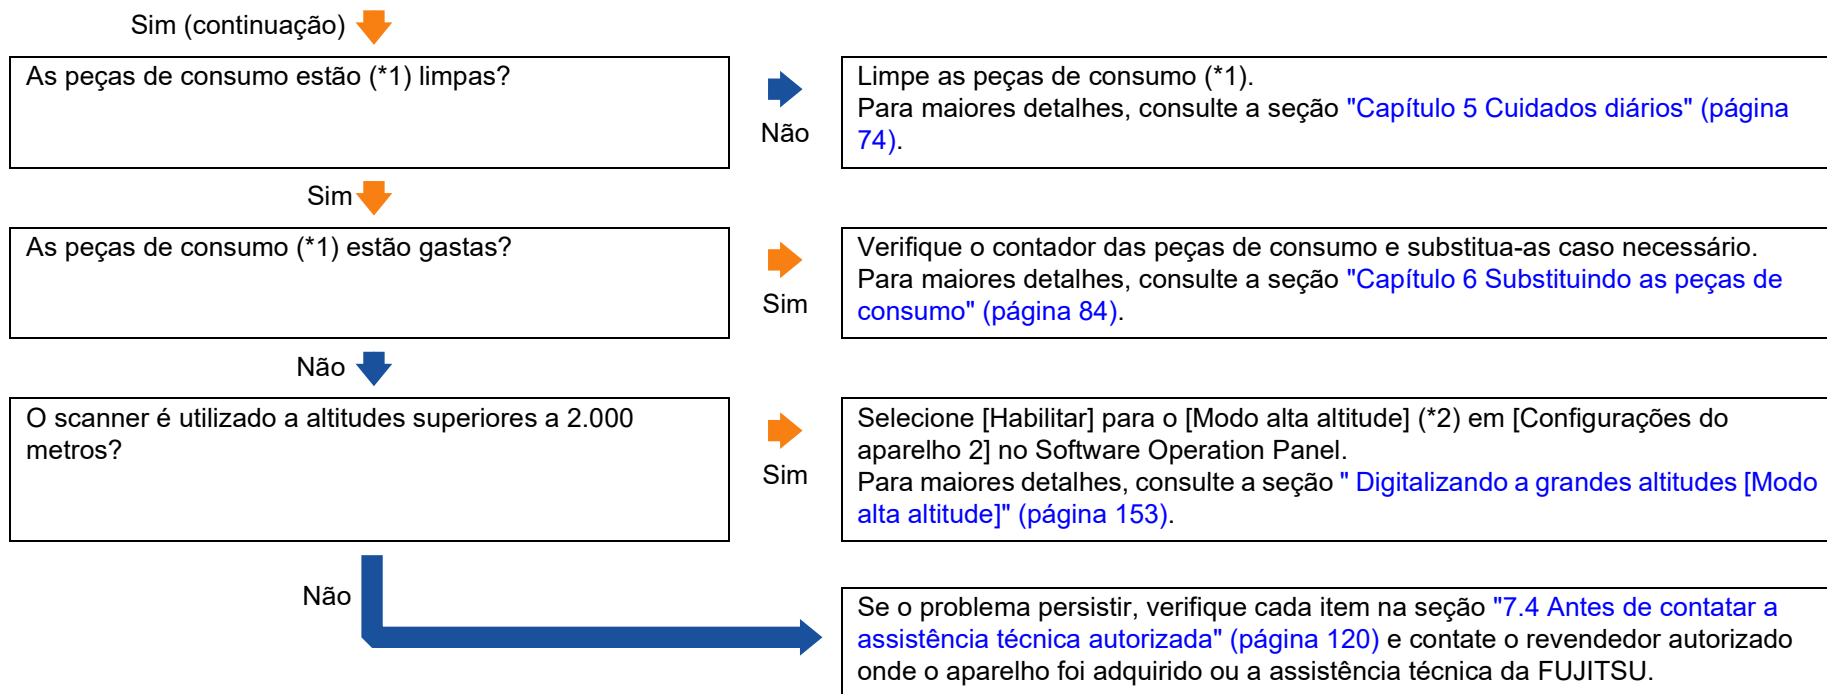 Sim (continuação)
As peças de consumo estão (*1) limpas?
Não
Limpe as peças de consumo (*1).
Para maiores detalhes, consulte a seção "Capítulo 5 Cuidados diários" (página
74).
Sim
As peças de consumo (*1) estão gastas?
Sim
Verifique o contador das peças de consumo e substitua-as caso necessário.
Para maiores detalhes, consulte a seção "Capítulo 6 Substituindo as peças de
consumo" (página 84).
Não
O scanner é utilizado a altitudes superiores a 2.000
metros?
Sim
Selecione [Habilitar] para o [Modo alta altitude] (*2) em [Configurações do
aparelho 2] no Software Operation Panel.
Para maiores detalhes, consulte a seção " Digitalizando a grandes altitudes [Modo
alta altitude]" (página 153).
Não
Se o problema persistir, verifique cada item na seção "7.4 Antes de contatar a
assistência técnica autorizada" (página 120) e contate o revendedor autorizado
onde o aparelho foi adquirido ou a assistência técnica da FUJITSU.